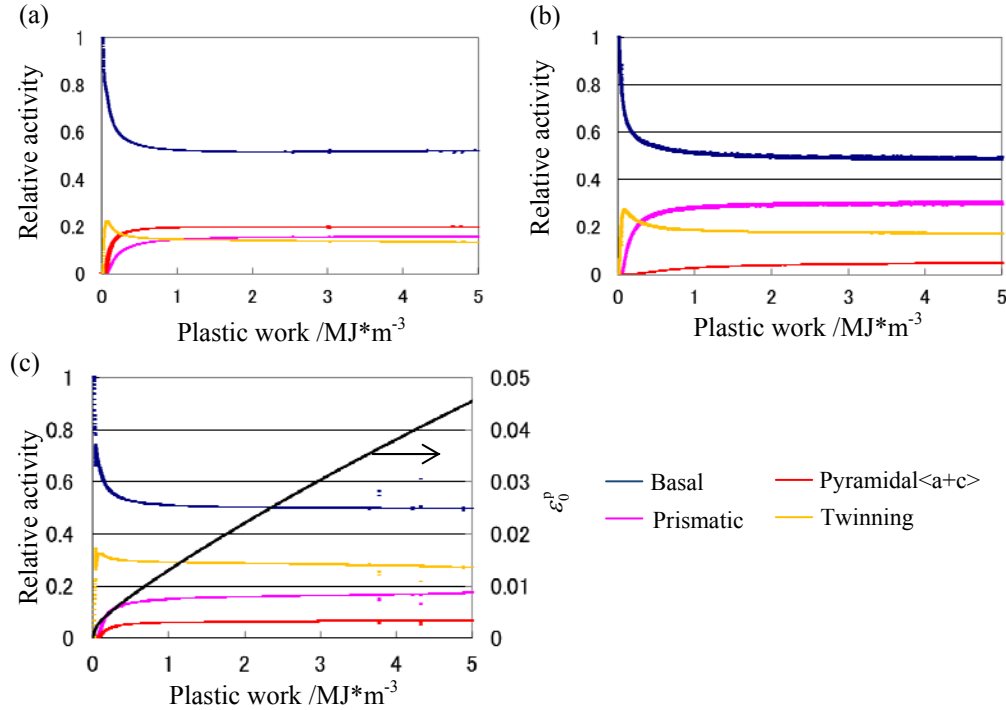 (a)
1
0.8
0.6
0.4
0.2
0
Relative activity
0 1 2 3 4 5
Plastic work /MJ*m-3
(b)
1
0.8
0.6
0.4
0.2
0
Relative activity
0 1 2 3 4 5
Plastic work /MJ*m-3
(c)
1
0.8
0.6
0.4
0.2
0
Relative activity
0.05
0.04
0.03
0.02
0.01
0
ε0p
0 1 2 3 4 5
Plastic work /MJ*m-3
Basal
Pyramidal<a+c>
Prismatic
Twinning